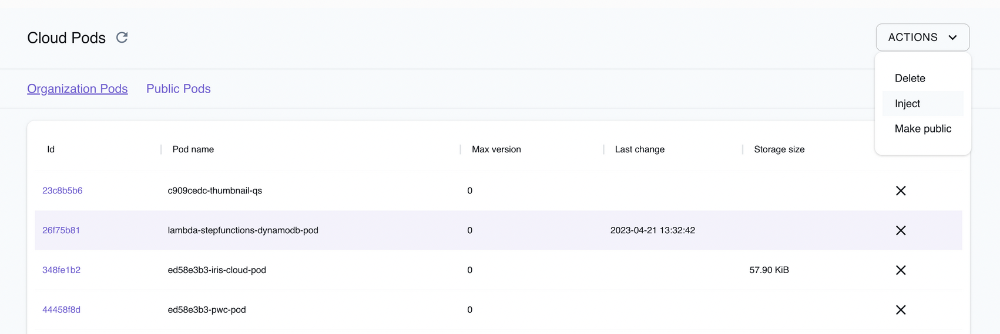 Cloud Pods
ACTIONS
Delete
Inject
Make public
Organization Pods Public Pods
Id Pod name Max version Last change Storage size
23c8b5b6 c909cedc-thumbnail-qs 0
26f75b81 lambda-stepfunctions-dynamodb-pod 0 2023-04-21 13:32:42
348fe1b2 ed58e3b3-iris-cloud-pod 0 57.90 KiB
44458f8d ed58e3b3-pwc-pod 0